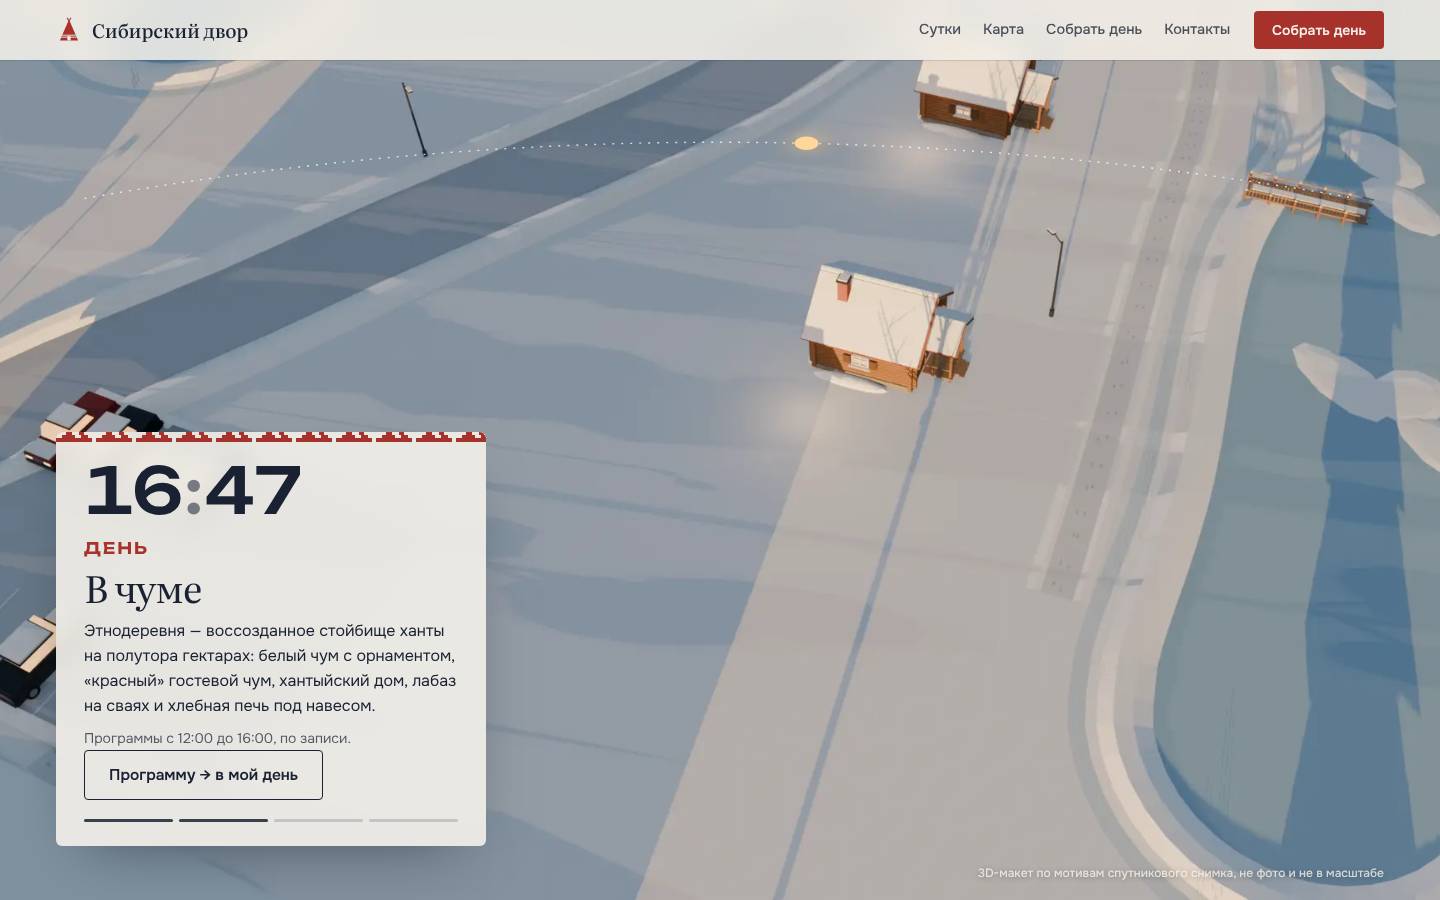 Сибирский двор
Сутки
Карта
Собрать день
Контакты
Собрать день
16:47
ДЕНЬ
В чуме
Этнодеревня — воссозданное стойбище ханты
на полутора гектарах: белый чум с орнаментом,
«красный» гостевой чум, хантыйский дом, лабаз
на сваях и хлебная печь под навесом.
Программы с 12:00 до 16:00, по записи.
Программу → в мой день
3D-макет по мотивам спутникового снимка, не фото и не в масштабе